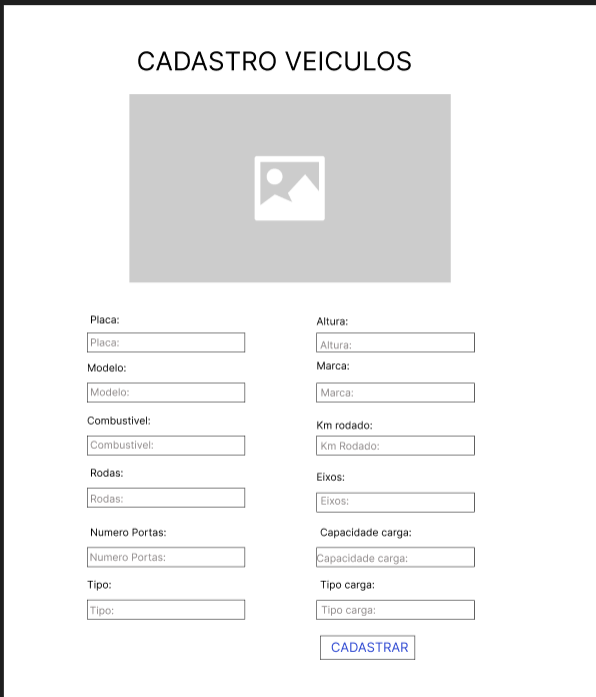 CADASTRO VEICULOS
Placa:
Placa:
Altura:
Altura:
Modelo:
Modelo:
Marca:
Marca:
Combustivel:
Combustivel:
Km rodado:
Km Rodado:
Rodas:
Rodas:
Eixos:
Eixos:
Numero Portas:
Numero Portas:
Capacidade carga:
Capacidade carga:
Tipo:
Tipo:
Tipo carga:
Tipo carga:
CADASTRAR